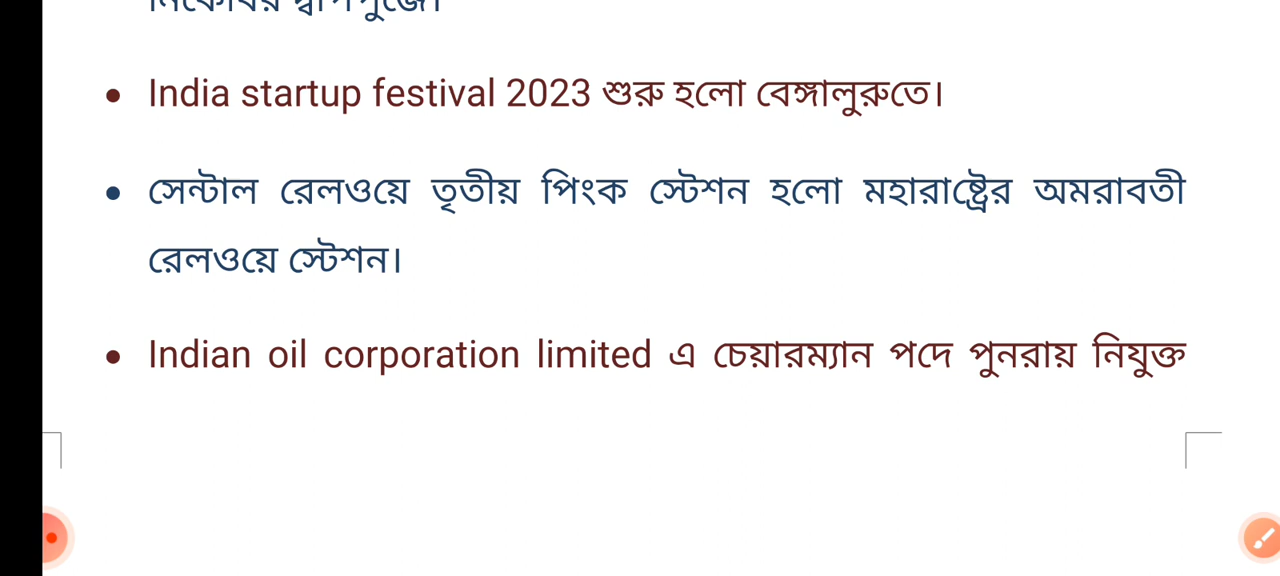 India startup festival 2023 শুরু হলো বেঙ্গালুরুতে।
সেন্টাল রেলওয়ে তৃতীয় পিংক স্টেশন হলো মহারাষ্ট্রের অমরাবতী
রেলওয়ে স্টেশন।
Indian oil corporation limited এ চেয়ারম্যান পদে পুনরায় নিযুক্ত